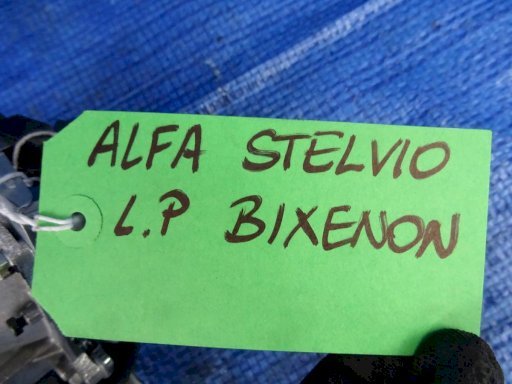 ALFA STELVIO
L.P BIXENON